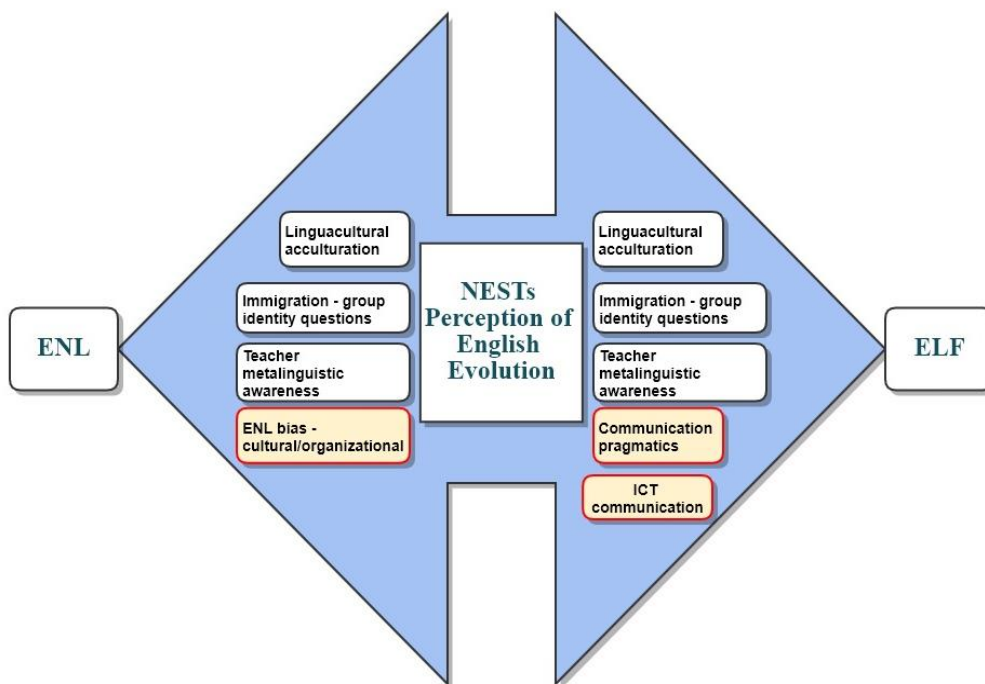 ENL
Linguacultural
acculturation
Immigration - group
identity questions
Teacher
metalinguistic
awareness
ENL bias -
cultural/organizational
NESTs
Perception of
English
Evolution
Linguacultural
acculturation
Immigration - group
identity questions
Teacher
metalinguistic
awareness
Communication
pragmatics
ICT
communication
ELF